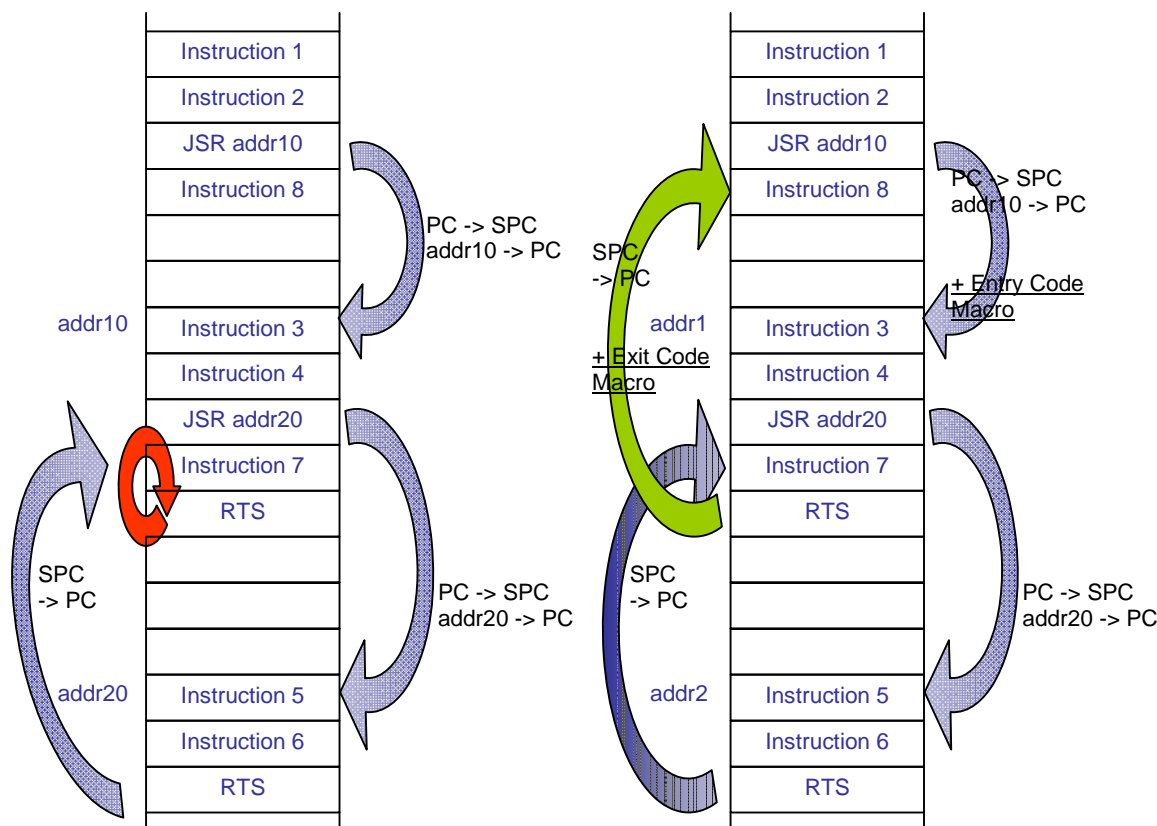 Instruction 1
Instruction 2
JSR addr10
Instruction 8
PC -> SPC
addr10 -> PC
addr10
Instruction 3
Instruction 4
JSR addr20
Instruction 7
RTS
SPC
-> PC
PC -> SPC
addr20 -> PC
addr20
Instruction 5
Instruction 6
RTS
Instruction 1
Instruction 2
JSR addr10
Instruction 8
PC -> SPC
addr10 -> PC
SPC
-> PC
+ Entry Code
Macro
addr1
Instruction 3
+ Exit Code
Macro
Instruction 4
JSR addr20
Instruction 7
RTS
SPC
-> PC
PC -> SPC
addr20 -> PC
addr2
Instruction 5
Instruction 6
RTS